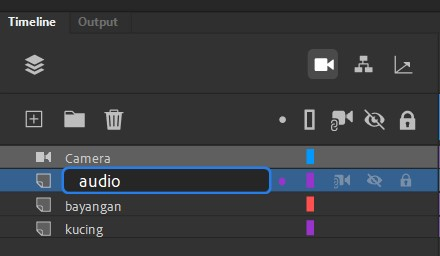 Timeline Output
Camera
audio
bayangan
kucing